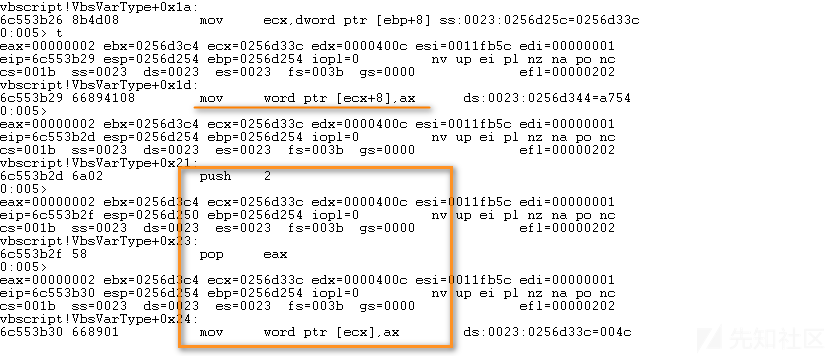 vbscript!VbsVarType+0x1a:
6c553b26 8b4d08 mov ecx,dword ptr [ebp+8] ss:0023:0256d25c=0256d33c
0:005> t
eax=00000002 ebx=0256d3c4 ecx=0256d33c edx=0000400c esi=0011fb5c edi=00000001
eip=6c553b29 esp=0256d254 ebp=0256d254 iopl=0 nv up ei pl nz na po nc
cs=001b ss=0023 ds=0023 es=0023 fs=003b gs=0000 efl=00000202
vbscript!VbsVarType+0x1d:
6c553b29 66894108 mov word ptr [ecx+8],ax ds:0023:0256d344=a754
0:005>
eax=00000002 ebx=0256d3c4 ecx=0256d33c edx=0000400c esi=0011fb5c edi=00000001
eip=6c553b2d esp=0256d254 ebp=0256d254 iopl=0 nv up ei pl nz na po nc
cs=001b ss=0023 ds=0023 es=0023 fs=003b gs=0000 efl=00000202
vbscript!VbsVarType+0x21:
6c553b2d 6a02 push 2
0:005>
eax=00000002 ebx=0256d3c4 ecx=0256d33c edx=0000400c esi=0011fb5c edi=00000001
eip=6c553b2f esp=0256d250 ebp=0256d254 iopl=0 nv up ei pl nz na po nc
cs=001b ss=0023 ds=0023 es=0023 fs=003b gs=0000 efl=00000202
vbscript!VbsVarType+0x23:
6c553b2f 58 pop eax
0:005>
eax=00000002 ebx=0256d3c4 ecx=0256d33c edx=0000400c esi=0011fb5c edi=00000001
eip=6c553b30 esp=0256d254 ebp=0256d254 iopl=0 nv up ei pl nz na po nc
cs=001b ss=0023 ds=0023 es=0023 fs=003b gs=0000 efl=00000202
vbscript!VbsVarType+0x24:
6c553b30 668901 mov word ptr [ecx],ax ds:0023:0256d33c=004c
先知社区